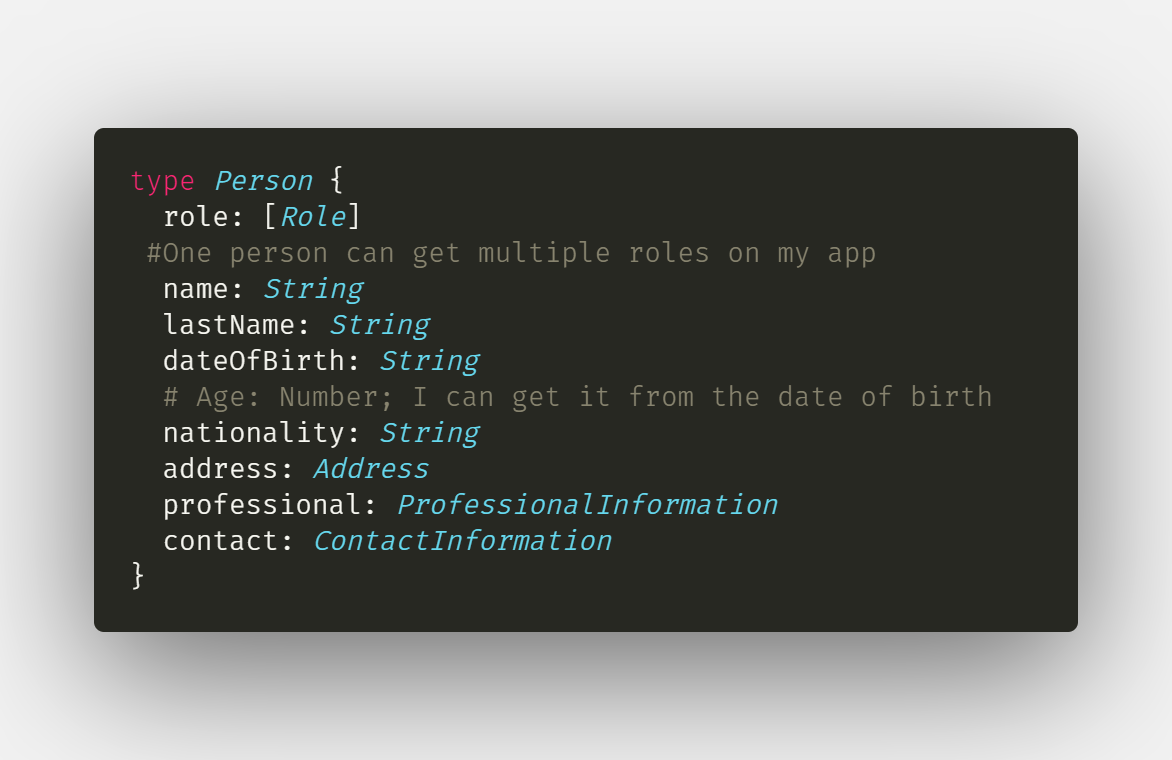 type Person {
  role: [Role]
 #One person can get multiple roles on my app
  name: String
  lastName: String
  dateOfBirth: String
  # Age: Number; I can get it from the date of birth
  nationality: String
  address: Address
  professional: ProfessionalInformation
  contact: ContactInformation
}